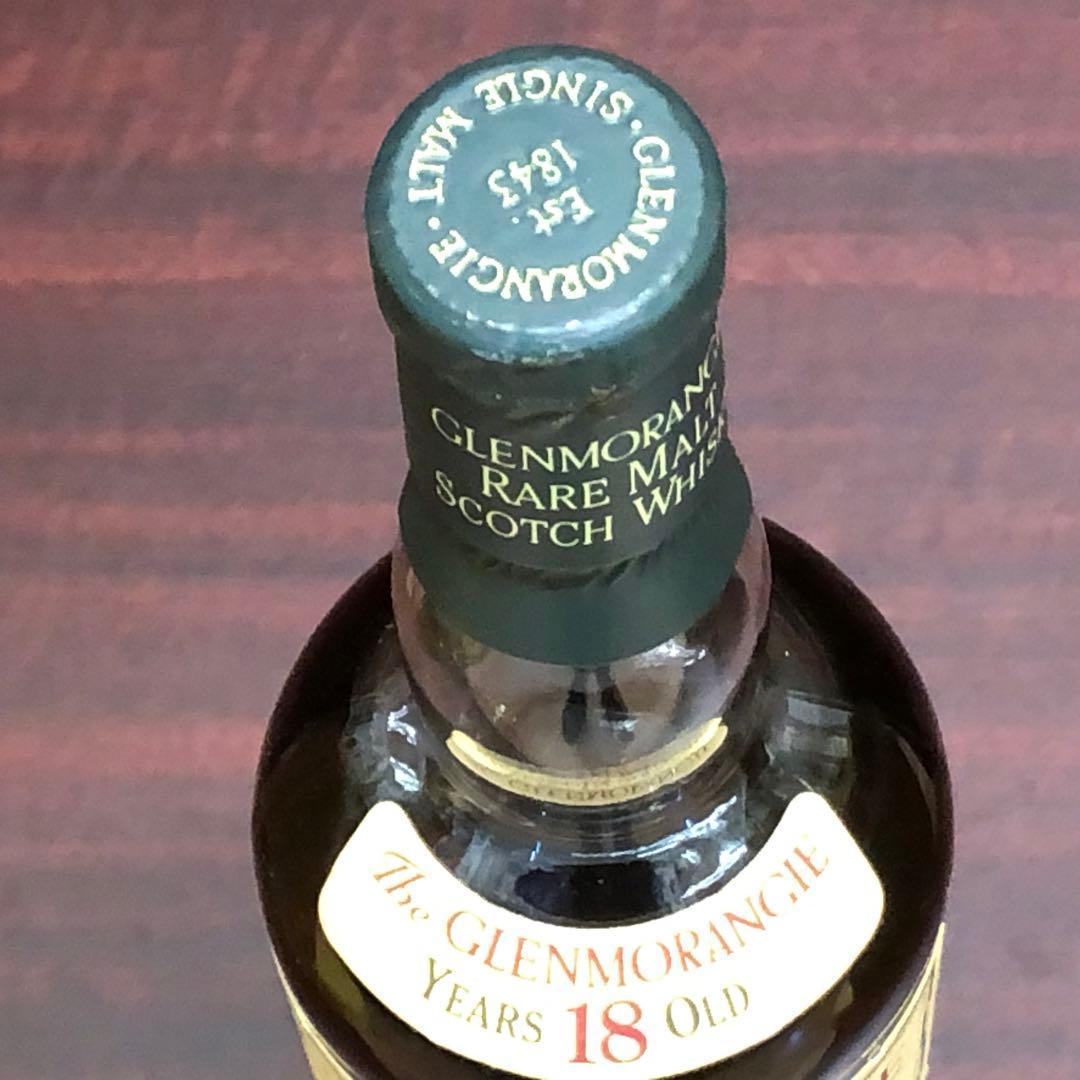 GLENMORANGIE · SINGLE MALT ·
Est.
1843
GLENMORANG
RARE MALT
SCOTCH WHIS
The GLENMORANGIE
YEARS 18 OLD